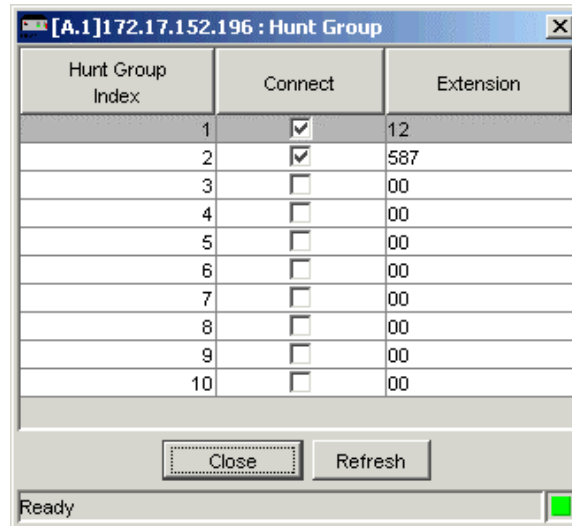 [A.1]172.17.152.196 : Hunt Group
Hunt Group
Index
Connect
Extension
1 12
2 587
3 00
4 00
5 00
6 00
7 00
8 00
9 00
10 00
Close Refresh
Ready